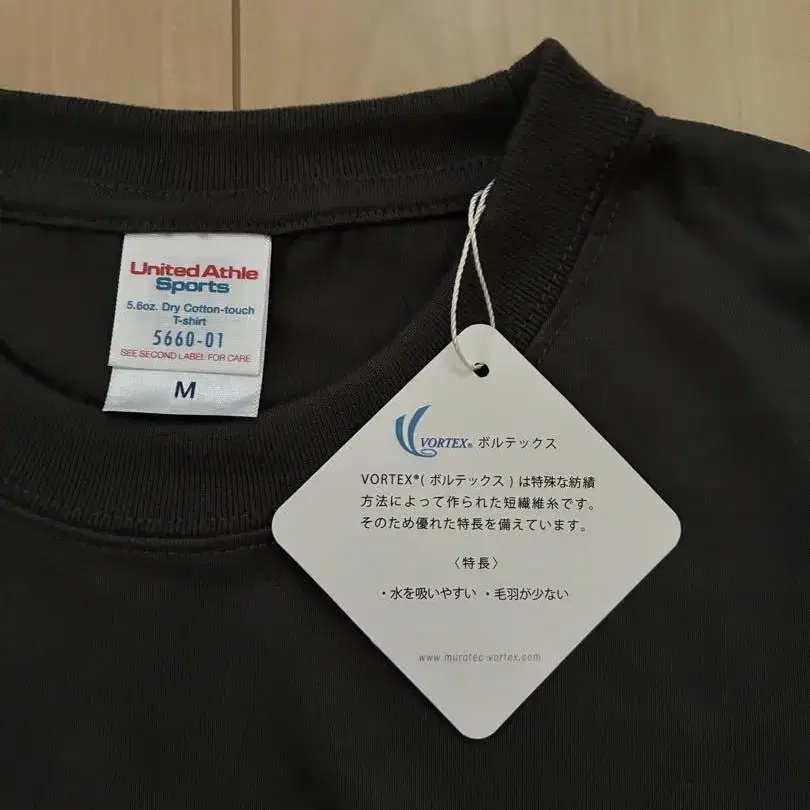 United Athle
Sports
5.6oz. Dry Cotton-touch
T-shirt
5660-01
SEE SECOND LABEL FOR CARE
M
VORTEX® ボルテックス
VORTEX®( ボルテックス ) は特殊な紡績
方法によって作られた短繊維糸です。
そのため優れた特長を備えています。
〈特長〉
・水を吸いやすい ・毛羽が少ない
www.muratec-vortex.com